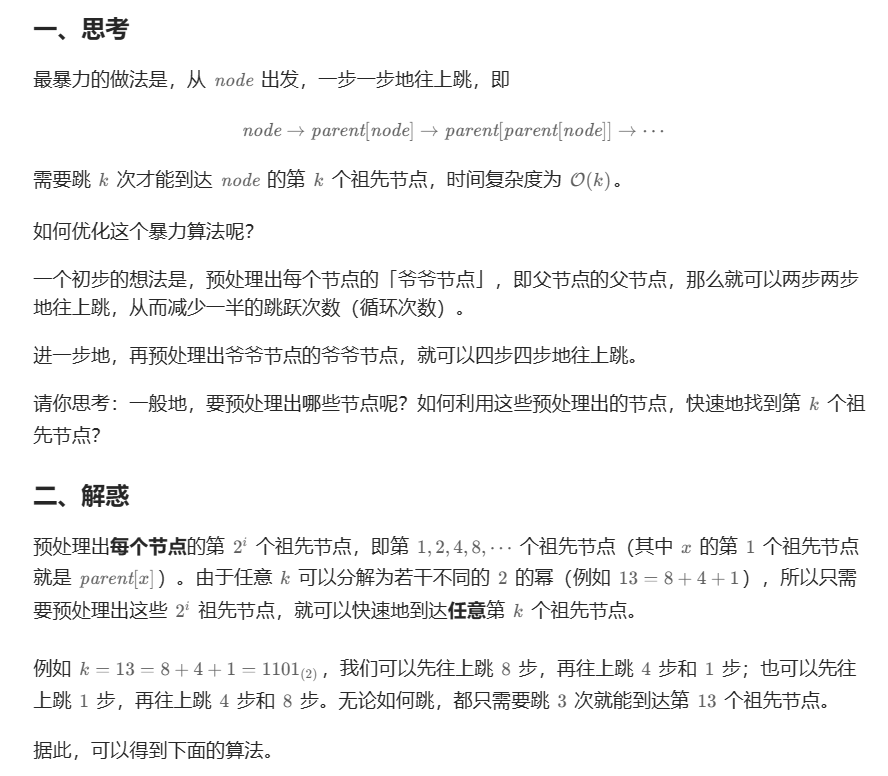 一、思考
最暴力的做法是，从 node 出发，一步一步地往上跳，即
node → parent[node] → parent[parent[node]] → ⋯
需要跳 k 次才能到达 node 的第 k 个祖先节点，时间复杂度为 𝒪(k)。
如何优化这个暴力算法呢？
一个初步的想法是，预处理出每个节点的「爷爷节点」，即父节点的父节点，那么就可以两步两步
地往上跳，从而减少一半的跳跃次数（循环次数）。
进一步地，再预处理出爷爷节点的爷爷节点，就可以四步四步地往上跳。
请你思考：一般地，要预处理出哪些节点呢？如何利用这些预处理出的节点，快速地找到第 k 个祖
先节点？
二、解惑
预处理出每个节点的第 2^i 个祖先节点，即第 1, 2, 4, 8, ⋯ 个祖先节点（其中 x 的第 1 个祖先节点
就是 parent[x]）。由于任意 k 可以分解为若干不同的 2 的幂（例如 13 = 8 + 4 + 1），所以只需
要预处理出这些 2^i 祖先节点，就可以快速地到达任意第 k 个祖先节点。
例如 k = 13 = 8 + 4 + 1 = 1101₍₂₎，我们可以先往上跳 8 步，再往上跳 4 步和 1 步；也可以先往
上跳 1 步，再往上跳 4 步和 8 步。无论如何跳，都只需要跳 3 次就能到达第 13 个祖先节点。
据此，可以得到下面的算法。